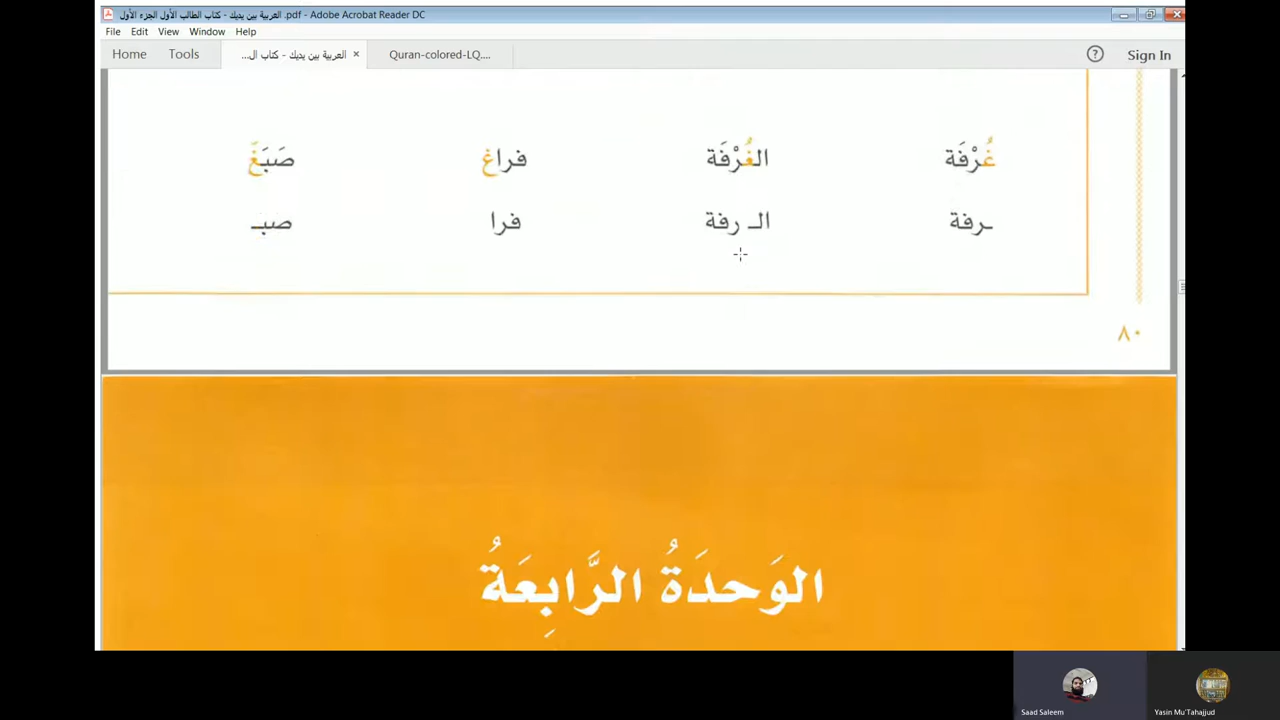 العربية بين يديك - كتاب الطالب الأول الجزء الأول .pdf - Adobe Acrobat Reader DC
File Edit View Window Help
Home Tools العربية بين يديك - كتاب ال... × Quran-colored-LQ.... ? Sign In
غُرْفَة الغُرْفَة فراغ صَبَغَ
ـرفة الـ رفة فرا صبـ
٨٠
الوَحدَةُ الرَّابِعَةُ
Saad Saleem Yasin Mu`Tahajjud